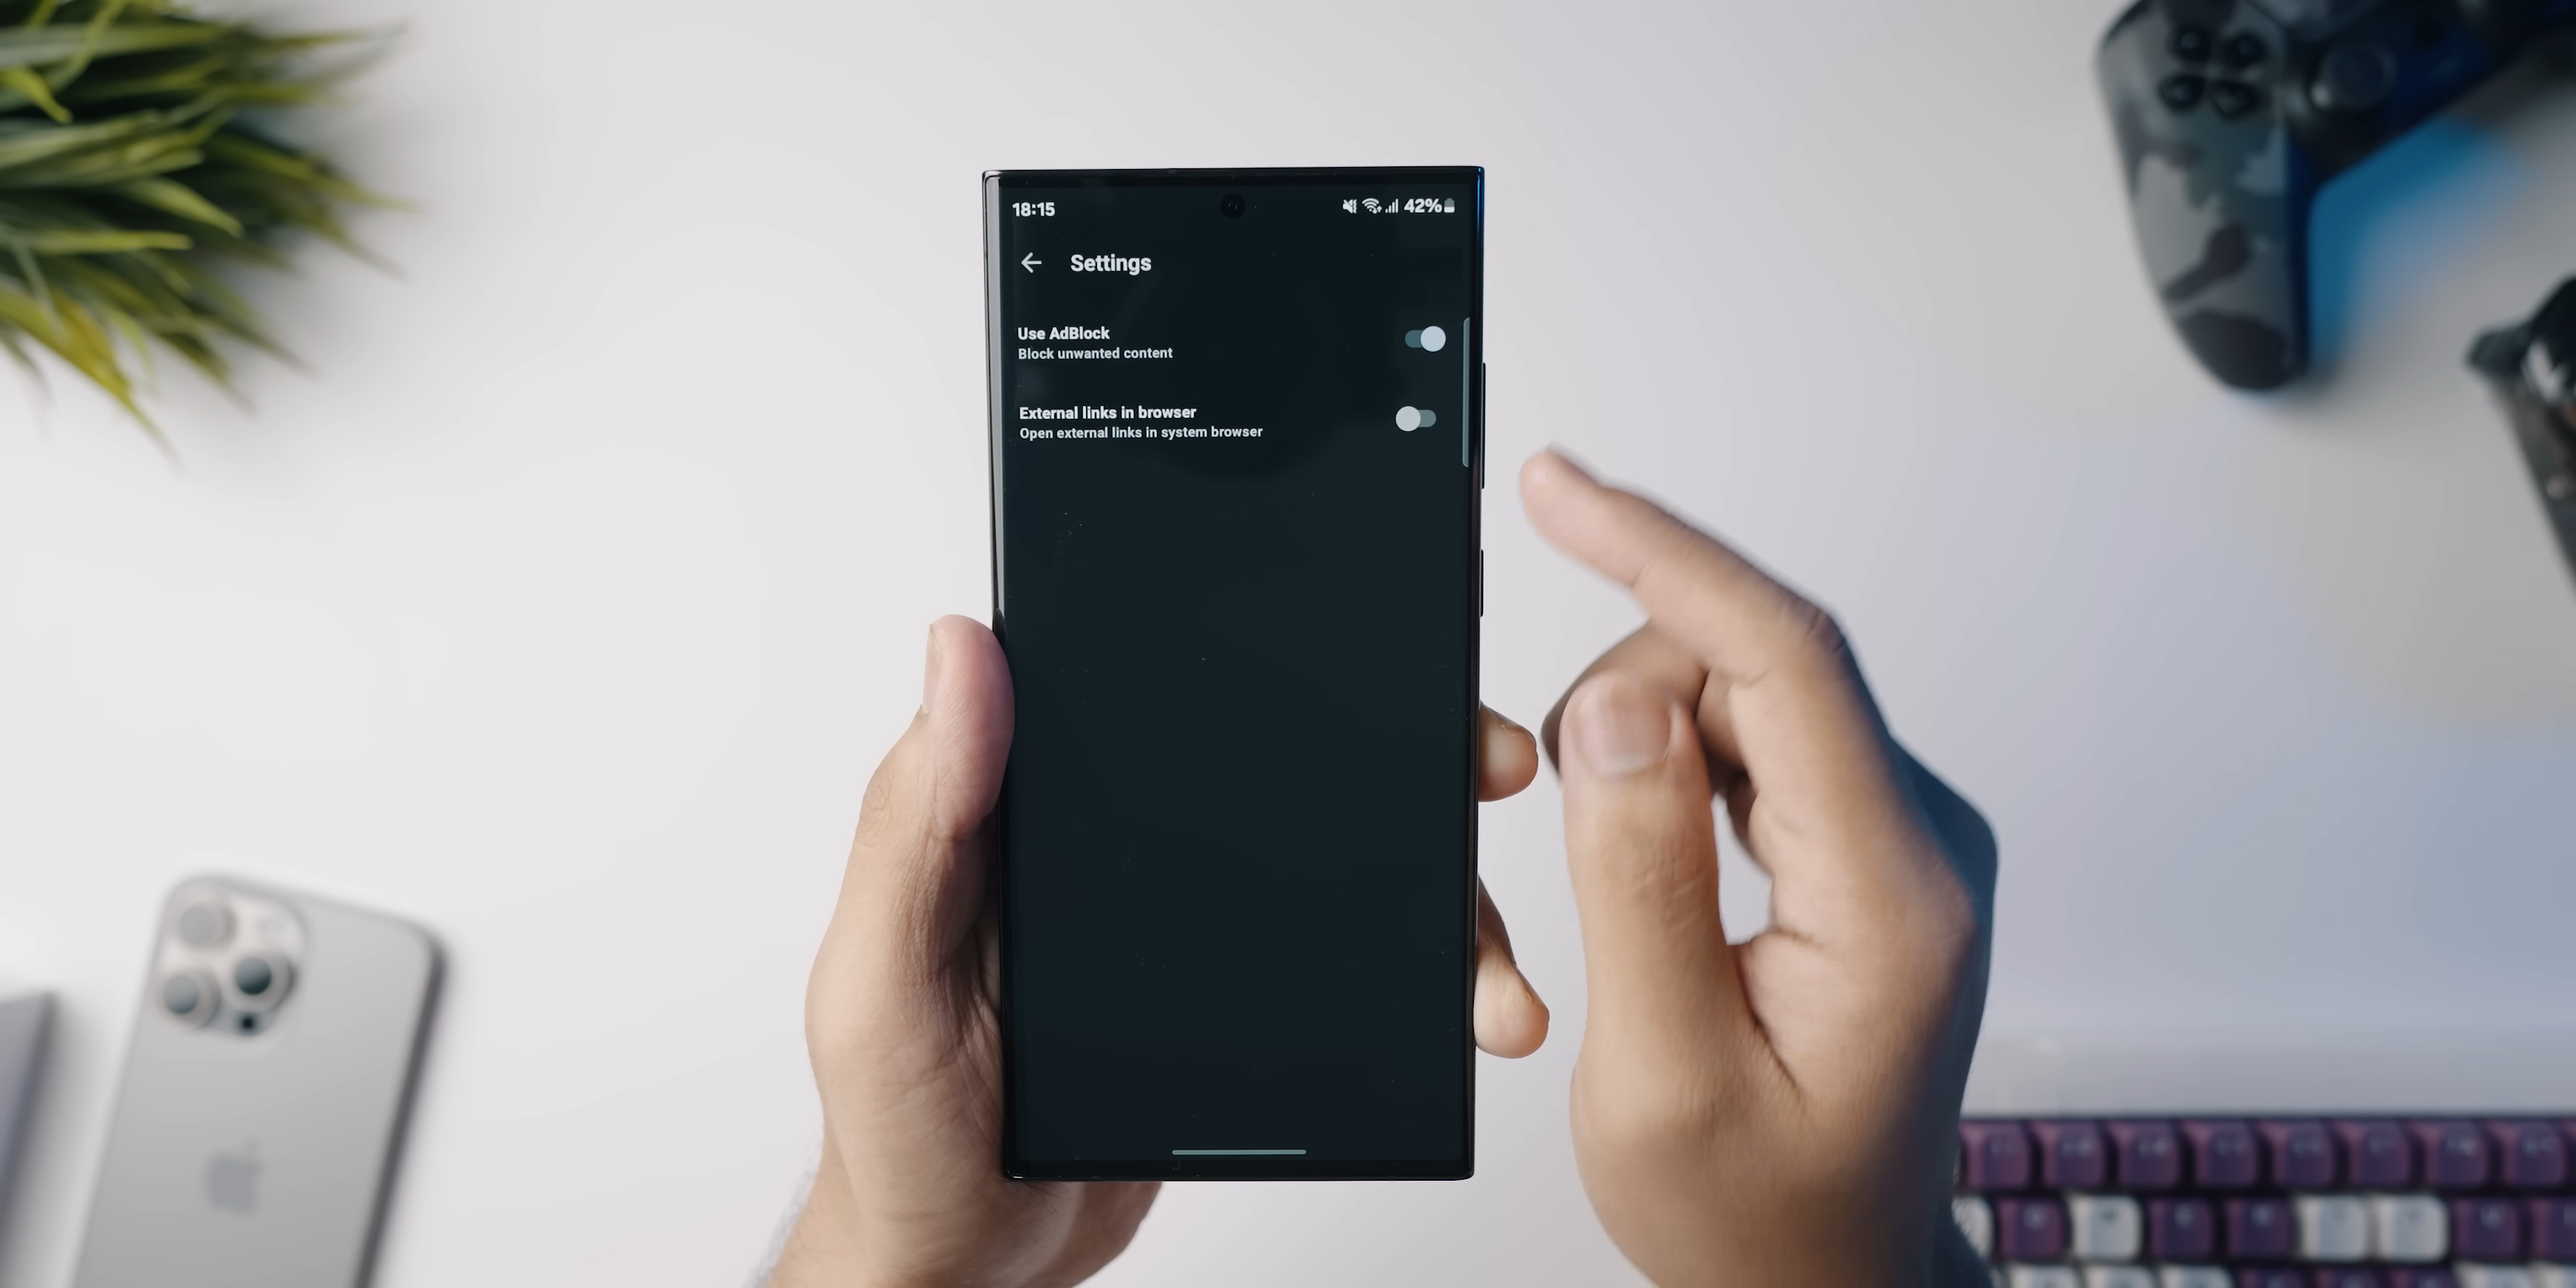 18:15
42%
Settings
Use AdBlock
Block unwanted content
External links in browser
Open external links in system browser